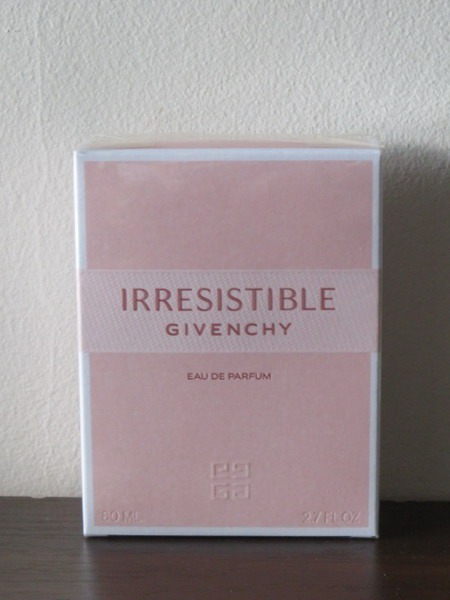 IRRESISTIBLE
GIVENCHY
EAU DE PARFUM
80 ML 2.7 FL.OZ